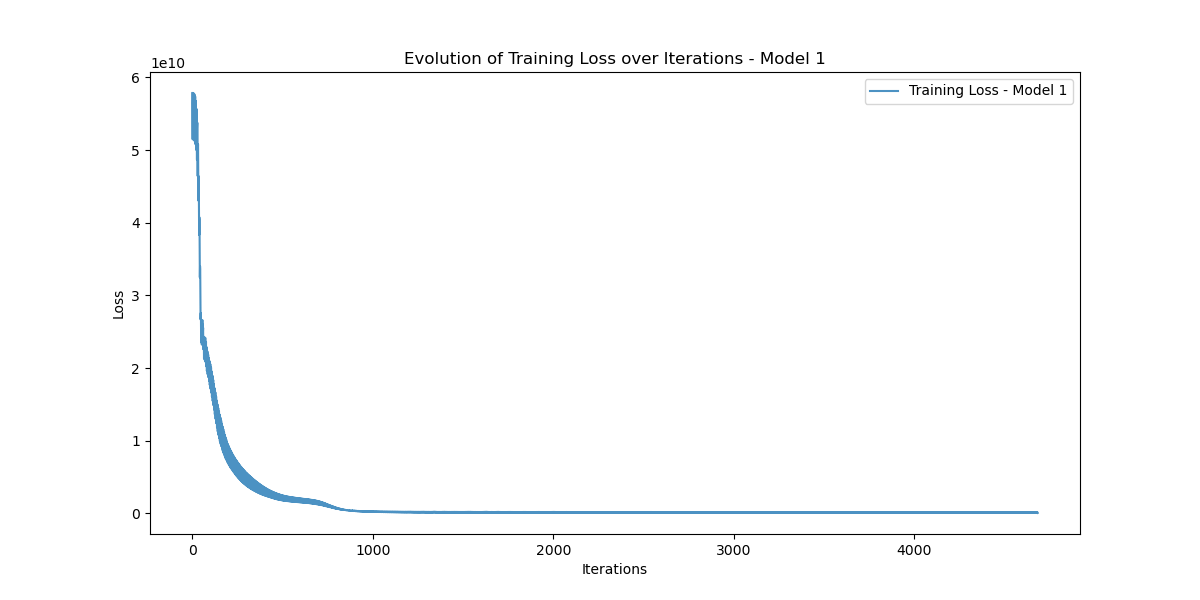 Evolution of Training Loss over Iterations - Model 1
1e10
Training Loss - Model 1
6
5
4
3
2
1
0
Loss
0 1000 2000 3000 4000
Iterations